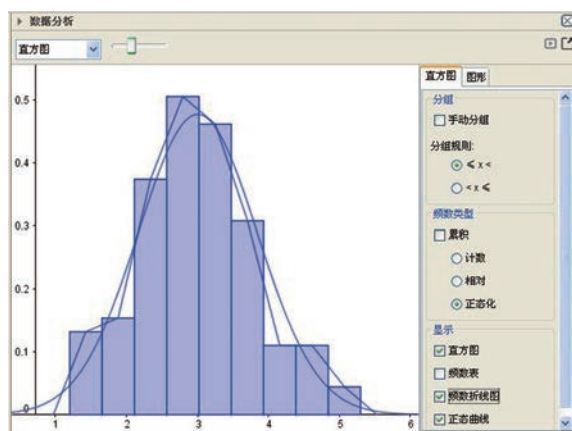 数据分析
直方图
直方图 图形
分组
手动分组
分组规则:
≤ x <
< x ≤
频数类型
累积
计数
相对
正态化
显示
直方图
频数表
频数折线图
正态曲线
0.5
0.4
0.3
0.2
0.1
0
1 2 3 4 5 6